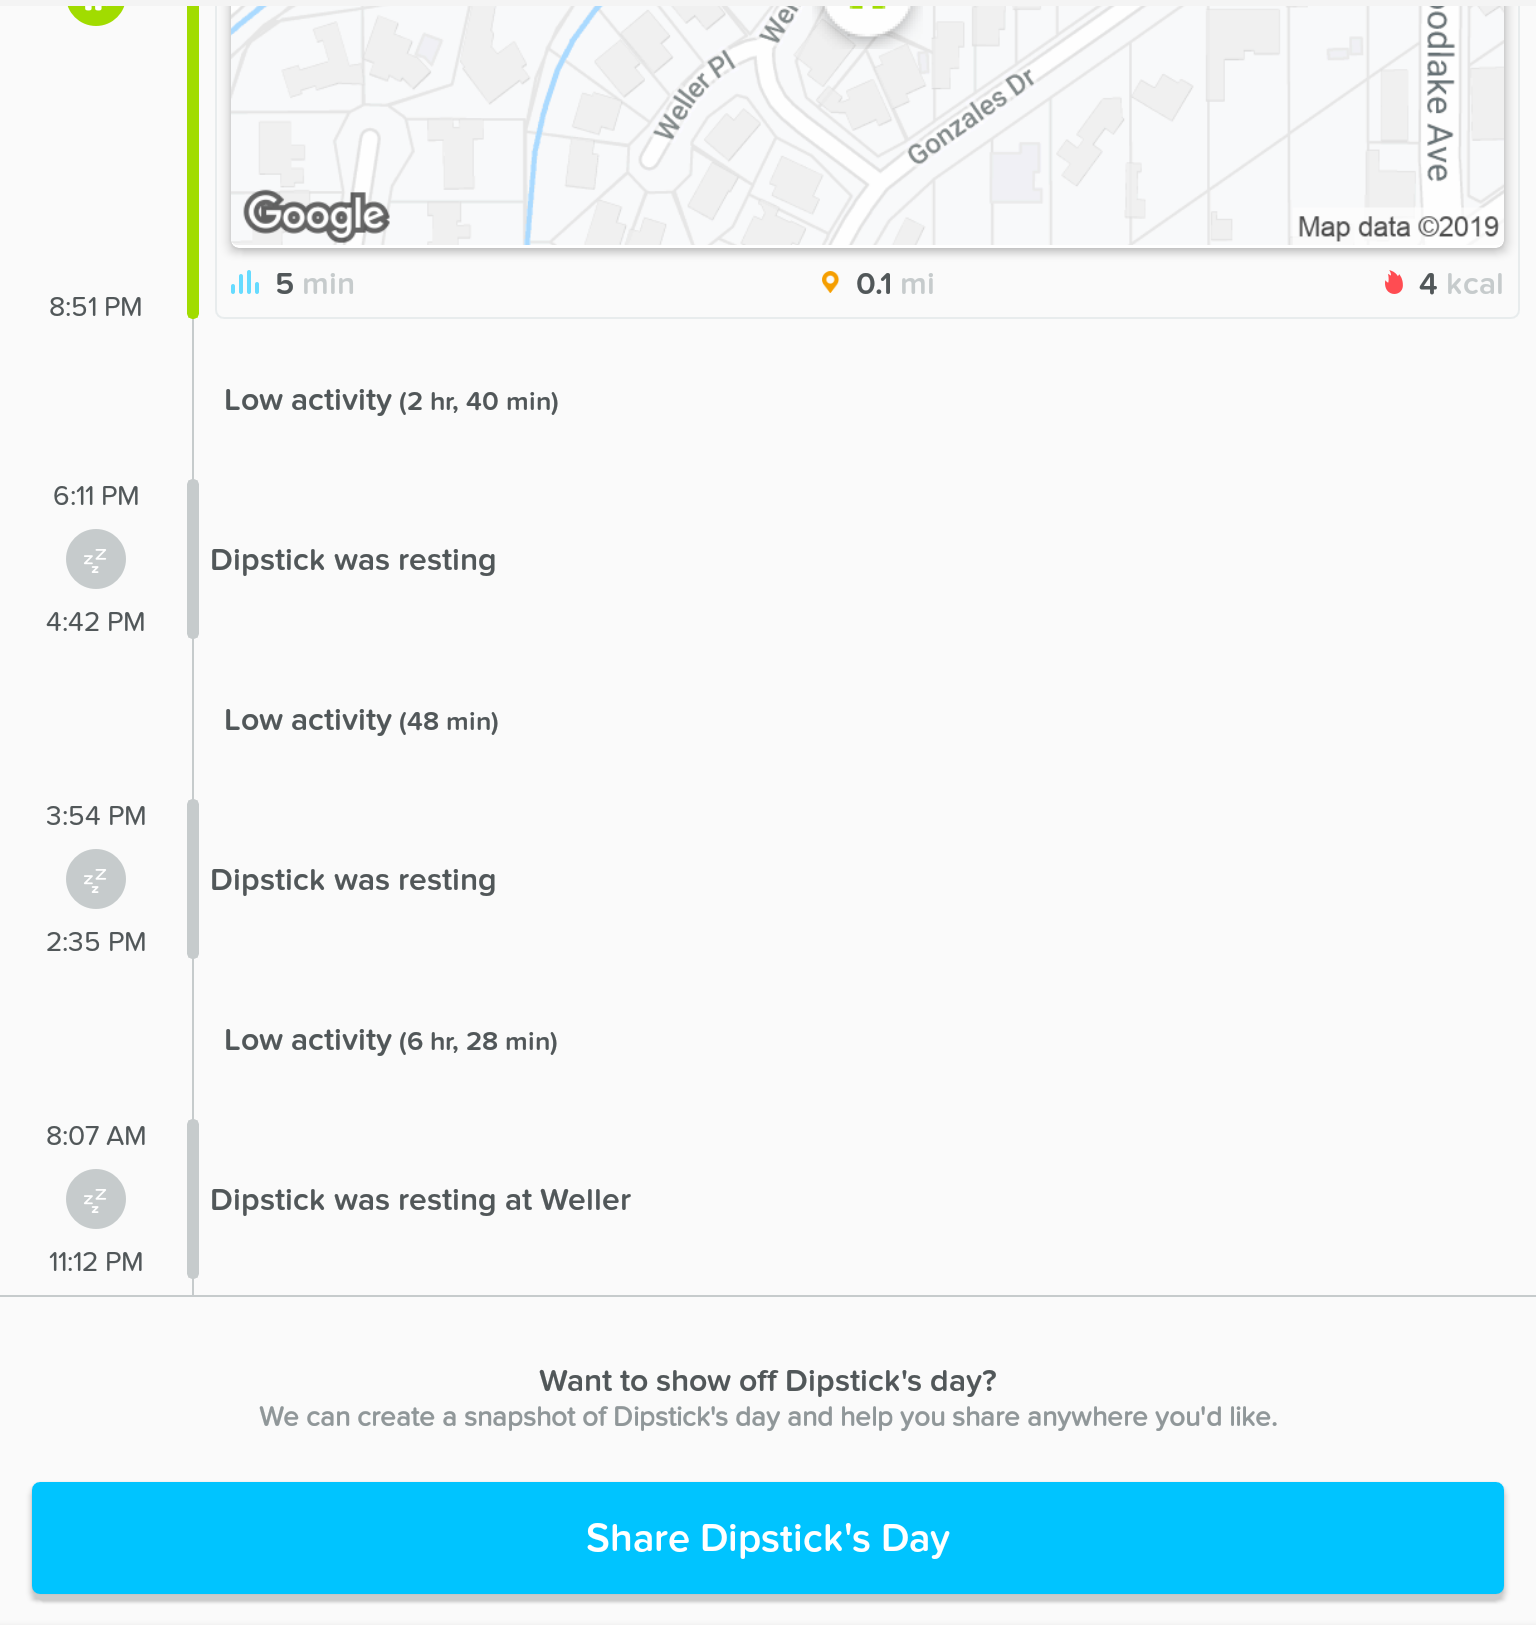 Wel
Weller Pl
Gonzales Dr
odlake Ave
Google
Map data ©2019
5 min
0.1 mi
4 kcal
8:51 PM
Low activity (2 hr, 40 min)
6:11 PM
zzz
Dipstick was resting
4:42 PM
Low activity (48 min)
3:54 PM
zzz
Dipstick was resting
2:35 PM
Low activity (6 hr, 28 min)
8:07 AM
zzz
Dipstick was resting at Weller
11:12 PM
Want to show off Dipstick's day?
We can create a snapshot of Dipstick's day and help you share anywhere you'd like.
Share Dipstick's Day